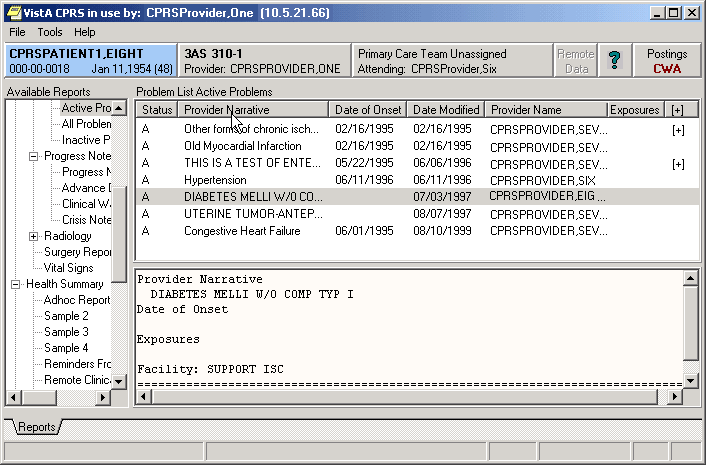 VistA CPRS in use by: CPRSProvider,One (10.5.21.66)
File Tools Help
CPRSPATIENT1,EIGHT
000-00-0018 Jan 11,1954 (48)
3AS 310-1
Provider: CPRSPROVIDER,ONE
Primary Care Team Unassigned
Attending: CPRSProvider,Six
Remote
Data
?
Postings
CWA
Available Reports
Active Pro
All Problem
Inactive P
Progress Note
Progress N
Advance D
Clinical W
Crisis Note
Radiology
Surgery Repor
Vital Signs
Health Summary
Adhoc Report
Sample 2
Sample 3
Sample 4
Reminders Fro
Remote Clinica
Problem List Active Problems
Status Provider Narrative Date of Onset Date Modified Provider Name Exposures [+]
A Other forms of chronic isch... 02/16/1995 02/16/1995 CPRSPROVIDER,SEV... [+]
A Old Myocardial Infarction 02/16/1995 02/16/1995 CPRSPROVIDER,SEV...
A THIS IS A TEST OF ENTE... 05/22/1995 06/06/1996 CPRSPROVIDER,SEV... [+]
A Hypertension 06/11/1996 06/11/1996 CPRSPROVIDER,SIX
A DIABETES MELLI W/O CO... 07/03/1997 CPRSPROVIDER,EIG ...
A UTERINE TUMOR-ANTEP... 08/07/1997 CPRSPROVIDER,SEV...
A Congestive Heart Failure 06/01/1995 08/10/1999 CPRSPROVIDER,SEV...
Provider Narrative
DIABETES MELLI W/O COMP TYP I
Date of Onset
Exposures
Facility: SUPPORT ISC
Reports